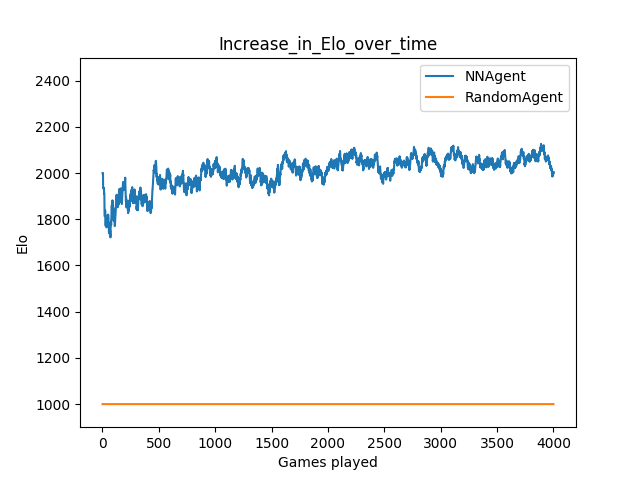 Increase_in_Elo_over_time
NNAgent
RandomAgent
2400
2200
2000
1800
1600
1400
1200
1000
Elo
0 500 1000 1500 2000 2500 3000 3500 4000
Games played